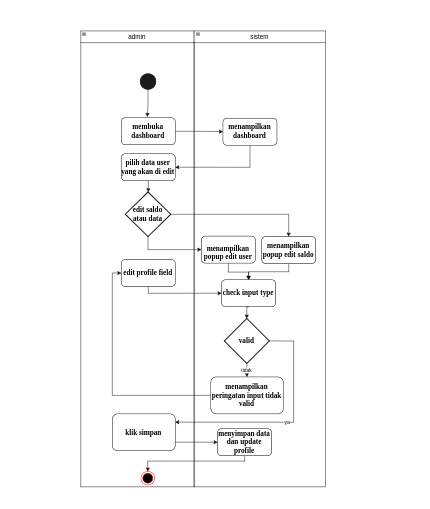 admin
sistem
membuka
dashboard
menampilkan
dashboard
pilih data user
yang akan di edit
edit saldo
atau data
menampilkan
popup edit user
menampilkan
popup edit saldo
edit profile field
check input type
valid
tidak
menampilkan
peringatan input tidak
valid
ya
klik simpan
menyimpan data
dan update
profile